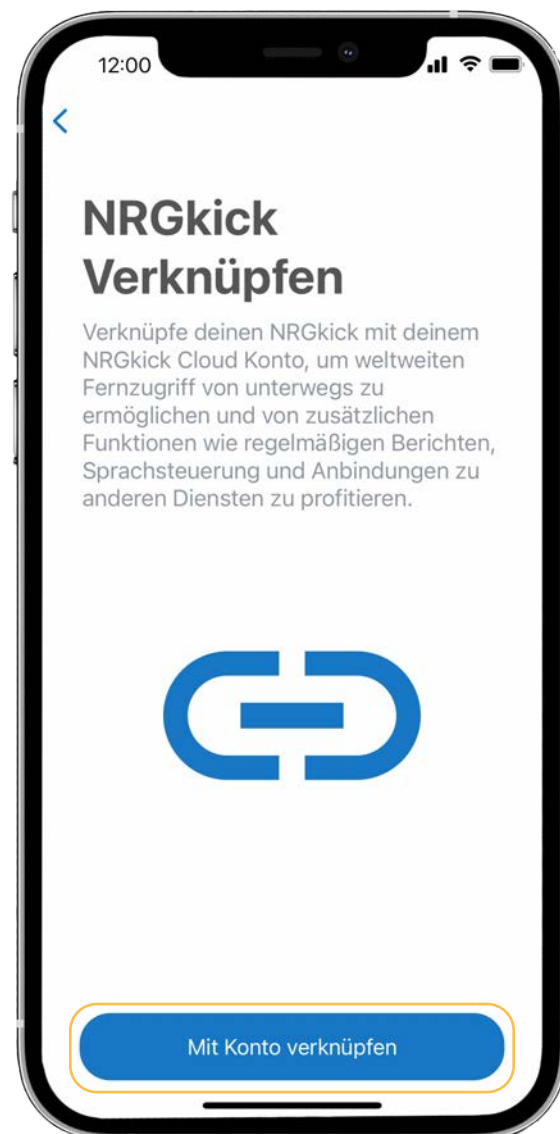 12:00
NRGkick
Verknüpfen
Verknüpfe deinen NRGkick mit deinem
NRGkick Cloud Konto, um weltweiten
Fernzugriff von unterwegs zu
ermöglichen und von zusätzlichen
Funktionen wie regelmäßigen Berichten,
Sprachsteuerung und Anbindungen zu
anderen Diensten zu profitieren.
Mit Konto verknüpfen